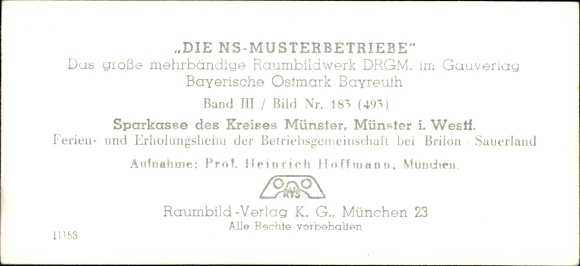 „DIE NS-MUSTERBETRIEBE"
Das große mehrbändige Raumbildwerk DRGM. im Gauverlag
Bayerische Ostmark Bayreuth
Band III / Bild Nr. 183 (493)
Sparkasse des Kreises Münster, Münster i. Westf.
Ferien- und Erholungsheim der Betriebsgemeinschaft bei Brilon Sauerland
Aufnahme: Prof. Heinrich Hoffmann, München.
RTS
Raumbild-Verlag K. G., München 23
Alle Rechte vorbehalten
11153